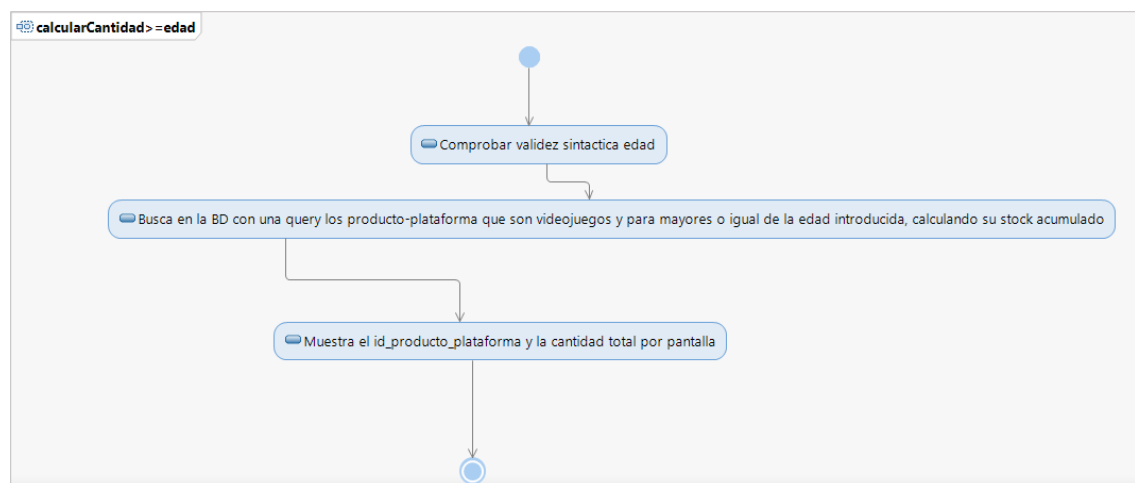 calcularCantidad>=edad
Comprobar validez sintactica edad
Busca en la BD con una query los producto-plataforma que son videojuegos y para mayores o igual de la edad introducida, calculando su stock acumulado
Muestra el id_producto_plataforma y la cantidad total por pantalla